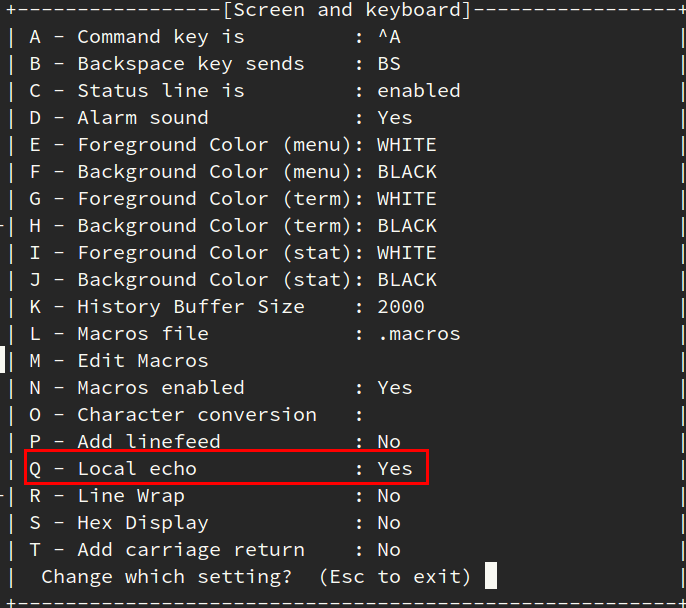 +-----------------[Screen and keyboard]-----------------+
| A - Command key is         : ^A
| B - Backspace key sends    : BS
| C - Status line is         : enabled
| D - Alarm sound            : Yes
| E - Foreground Color (menu): WHITE
| F - Background Color (menu): BLACK
| G - Foreground Color (term): WHITE
| H - Background Color (term): BLACK
| I - Foreground Color (stat): WHITE
| J - Background Color (stat): BLACK
| K - History Buffer Size    : 2000
| L - Macros file            : .macros
| M - Edit Macros
| N - Macros enabled         : Yes
| O - Character conversion   :
| P - Add linefeed           : No
| Q - Local echo             : Yes
| R - Line Wrap              : No
| S - Hex Display            : No
| T - Add carriage return    : No
|  Change which setting?  (Esc to exit)
+-------------------------------------------------------+